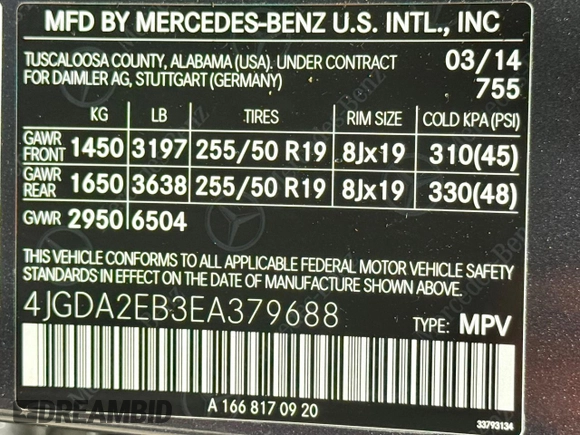 MFD BY MERCEDES-BENZ U.S. INTL., INC
TUSCALOOSA COUNTY, ALABAMA (USA). UNDER CONTRACT
FOR DAIMLER AG, STUTTGART (GERMANY)
03/14
755
KG LB TIRES RIM SIZE COLD KPA(PSI)
GAWR FRONT 1450 3197 255/50 R19 8Jx19 310(45)
GAWR REAR 1650 3638 255/50 R19 8Jx19 330(48)
GVWR 2950 6504
THIS VEHICLE CONFORMS TO ALL APPLICABLE FEDERAL MOTOR VEHICLE SAFETY
STANDARDS IN EFFECT ON THE DATE OF MANUFACTURE SHOWN ABOVE.
4JGDA2EB3EA379688 TYPE: MPV
A 166 817 09 20
33793134
DREAMBID